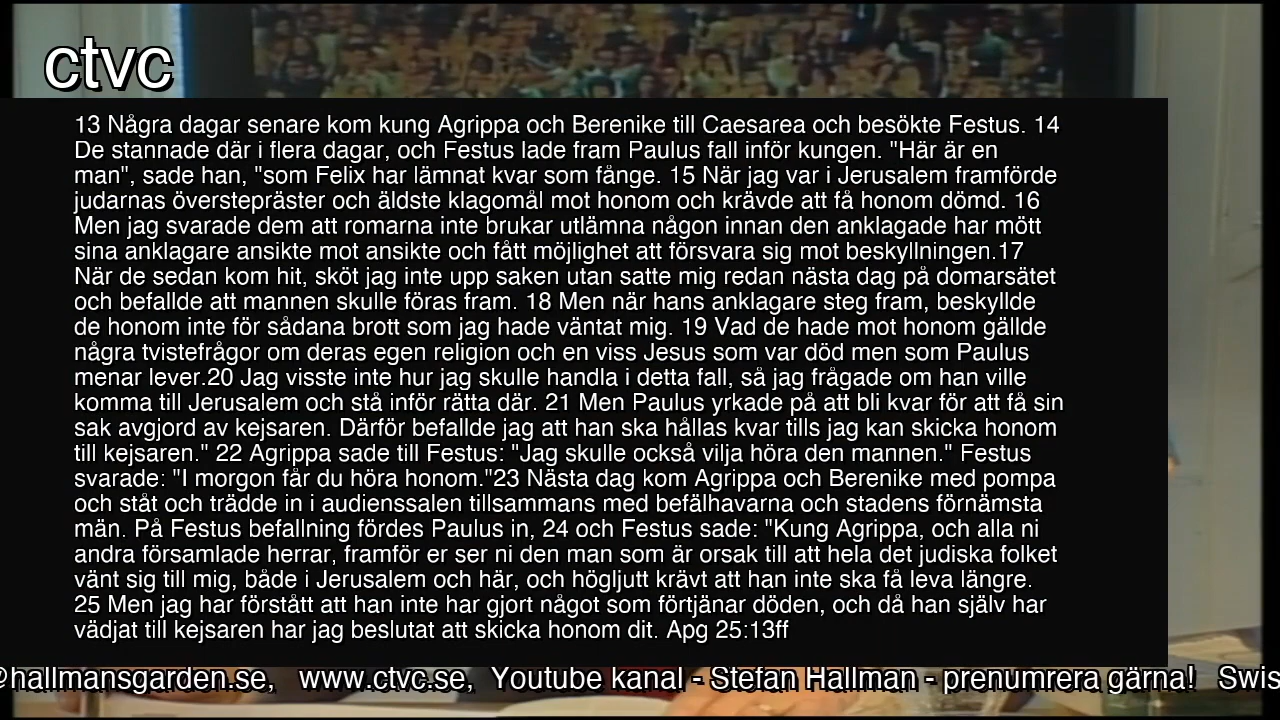 ctvc
13 Några dagar senare kom kung Agrippa och Berenike till Caesarea och besökte Festus. 14
De stannade där i flera dagar, och Festus lade fram Paulus fall inför kungen. "Här är en
man", sade han, "som Felix har lämnat kvar som fånge. 15 När jag var i Jerusalem framförde
judarnas överstepräster och äldste klagomål mot honom och krävde att få honom dömd. 16
Men jag svarade dem att romarna inte brukar utlämna någon innan den anklagade har mött
sina anklagare ansikte mot ansikte och fått möjlighet att försvara sig mot beskyllningen.17
När de sedan kom hit, sköt jag inte upp saken utan satte mig redan nästa dag på domarsätet
och befallde att mannen skulle föras fram. 18 Men när hans anklagare steg fram, beskyllde
de honom inte för sådana brott som jag hade väntat mig. 19 Vad de hade mot honom gällde
några tvistefrågor om deras egen religion och en viss Jesus som var död men som Paulus
menar lever.20 Jag visste inte hur jag skulle handla i detta fall, så jag frågade om han ville
komma till Jerusalem och stå inför rätta där. 21 Men Paulus yrkade på att bli kvar för att få sin
sak avgjord av kejsaren. Därför befallde jag att han ska hållas kvar tills jag kan skicka honom
till kejsaren." 22 Agrippa sade till Festus: "Jag skulle också vilja höra den mannen." Festus
svarade: "I morgon får du höra honom."23 Nästa dag kom Agrippa och Berenike med pompa
och ståt och trädde in i audienssalen tillsammans med befälhavarna och stadens förnämsta
män. På Festus befallning fördes Paulus in, 24 och Festus sade: "Kung Agrippa, och alla ni
andra församlade herrar, framför er ser ni den man som är orsak till att hela det judiska folket
vänt sig till mig, både i Jerusalem och här, och högljutt krävt att han inte ska få leva längre.
25 Men jag har förstått att han inte har gjort något som förtjänar döden, och då han själv har
vädjat till kejsaren har jag beslutat att skicka honom dit. Apg 25:13ff
@hallmansgarden.se, www.ctvc.se, Youtube kanal - Stefan Hallman - prenumrera gärna! Swis